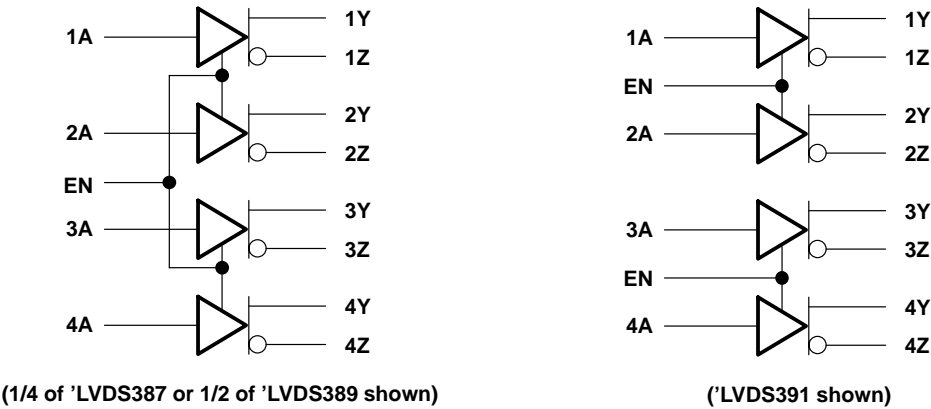 1A
1Y
1Z
2A
2Y
2Z
EN
3A
3Y
3Z
4A
4Y
4Z
(1/4 of ’LVDS387 or 1/2 of ’LVDS389 shown)
1A
1Y
1Z
EN
2A
2Y
2Z
3A
3Y
3Z
EN
4A
4Y
4Z
(’LVDS391 shown)